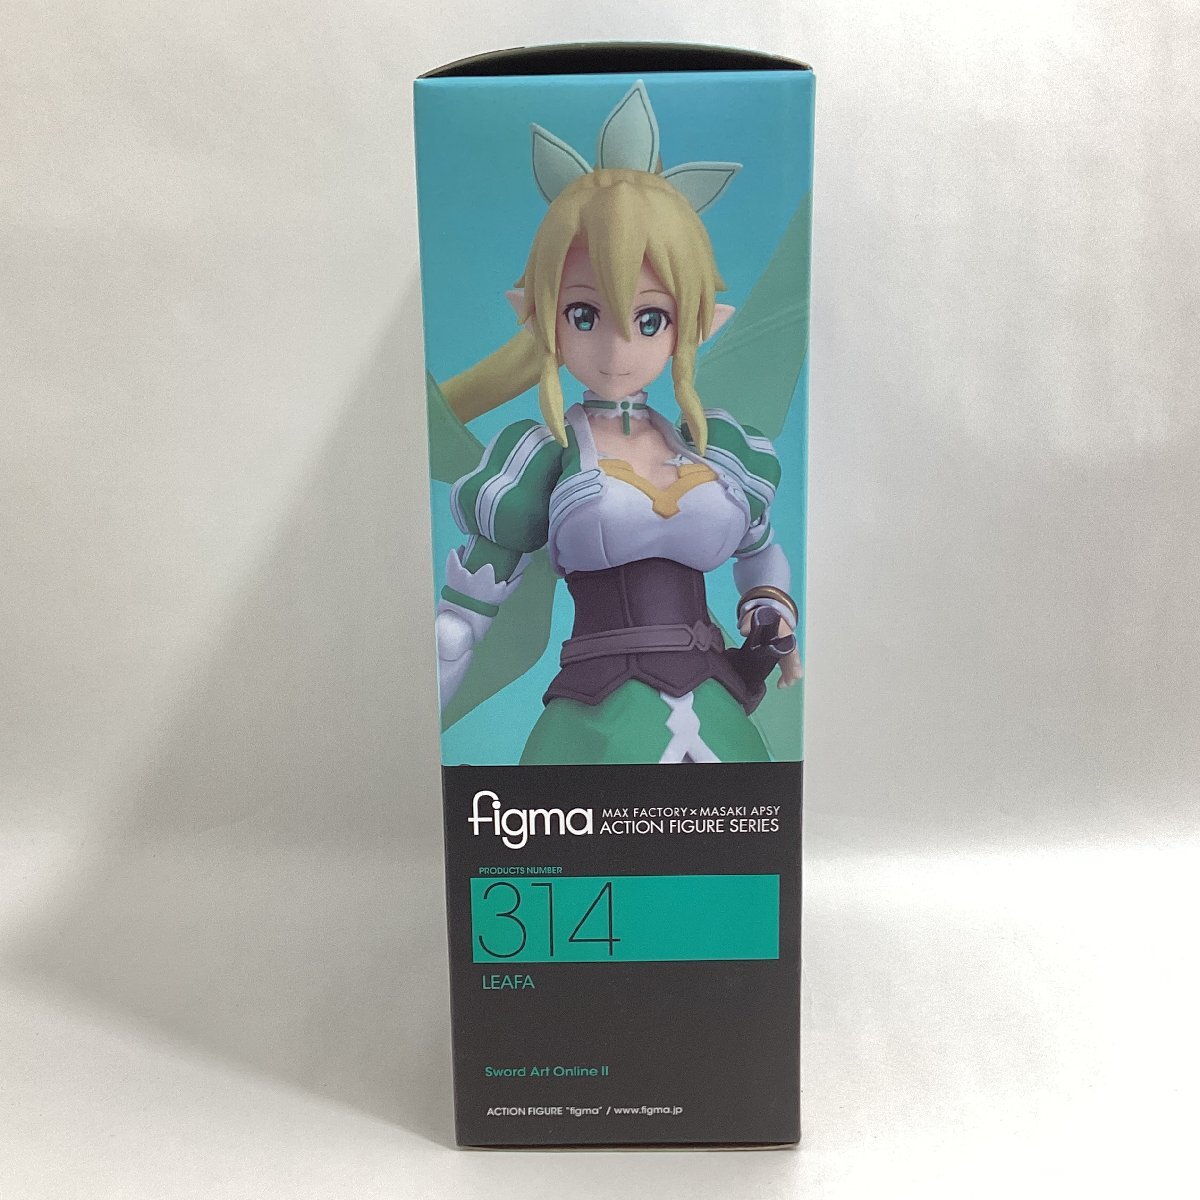 figma
MAX FACTORY×MASAKI APSY
ACTION FIGURE SERIES
PRODUCTS NUMBER
314
LEAFA
Sword Art Online II
ACTION FIGURE "figma" / www.figma.jp